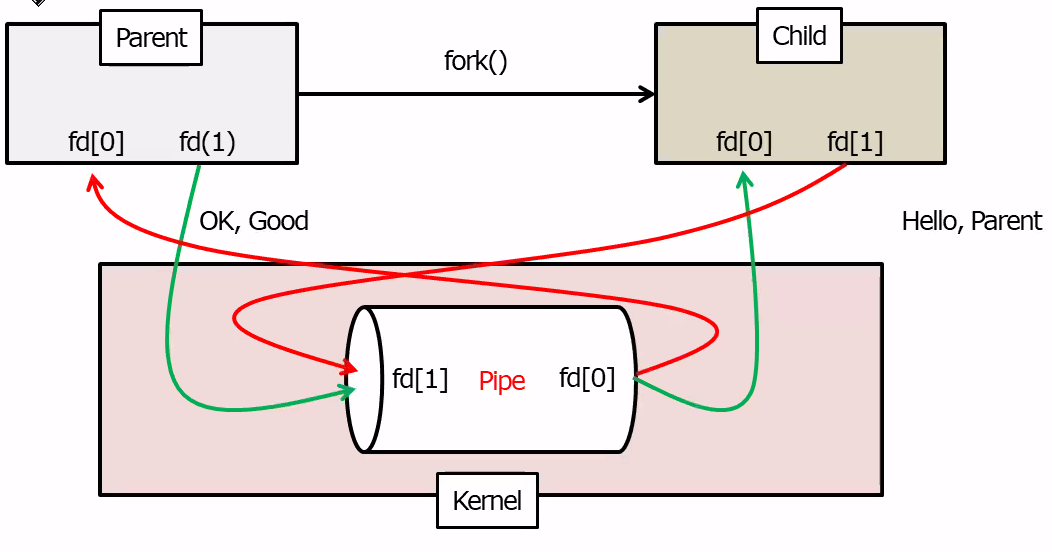 Parent
Child
fork()
fd[0]
fd(1)
fd[0]
fd[1]
OK, Good
Hello, Parent
fd[1]
Pipe
fd[0]
Kernel